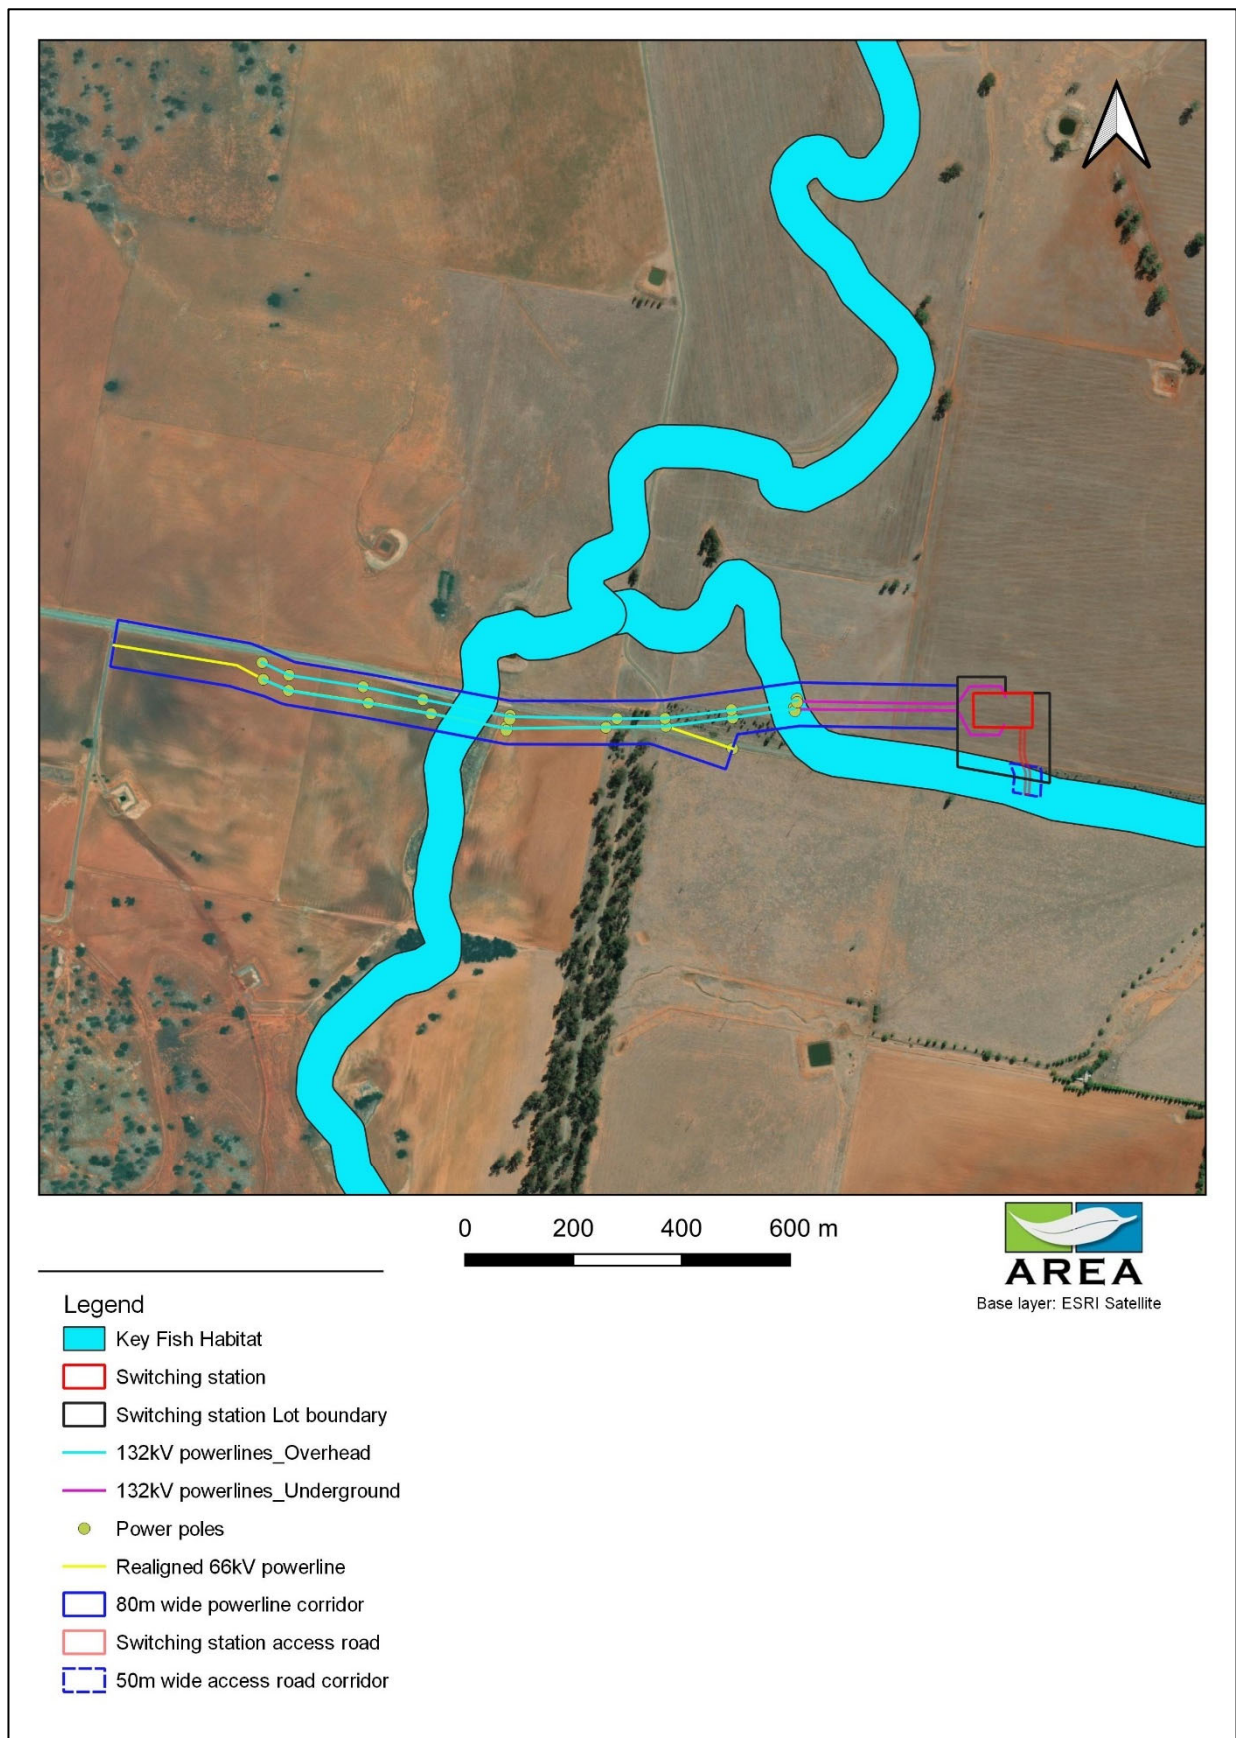 0 200 400 600 m
AREA
Base layer: ESRI Satellite
Legend
Key Fish Habitat
Switching station
Switching station Lot boundary
132kV powerlines_Overhead
132kV powerlines_Underground
Power poles
Realigned 66kV powerline
80m wide powerline corridor
Switching station access road
50m wide access road corridor